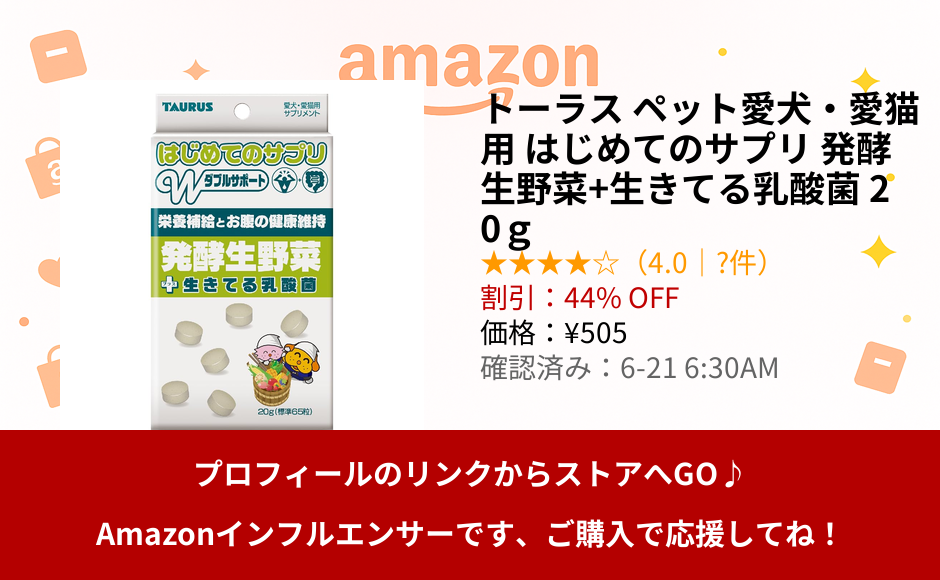 amazon
トーラス ペット愛犬・愛猫
用 はじめてのサプリ 発酵
生野菜+生きてる乳酸菌 2
0ｇ
★★★★☆（4.0｜?件）
割引：44% OFF
価格：¥505
確認済み：6-21 6:30AM
TAURUS
愛犬・愛猫用
サプリメント
はじめてのサプリ
W ダブルサポート
栄養補給とお腹の健康維持
発酵生野菜
+生きてる乳酸菌
20g(標準65粒)
プロフィールのリンクからストアへGO♪
Amazonインフルエンサーです、ご購入で応援してね！